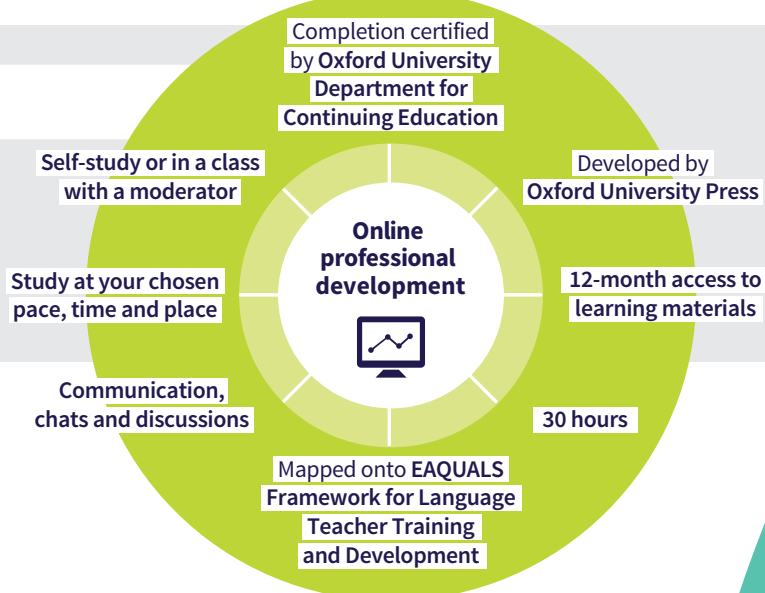 Completion certified
by Oxford University
Department for
Continuing Education
Self-study or in a class
with a moderator
Developed by
Oxford University Press
Online
professional
development
Study at your chosen
pace, time and place
12-month access to
learning materials
Communication,
chats and discussions
30 hours
Mapped onto EAQUALS
Framework for Language
Teacher Training
and Development